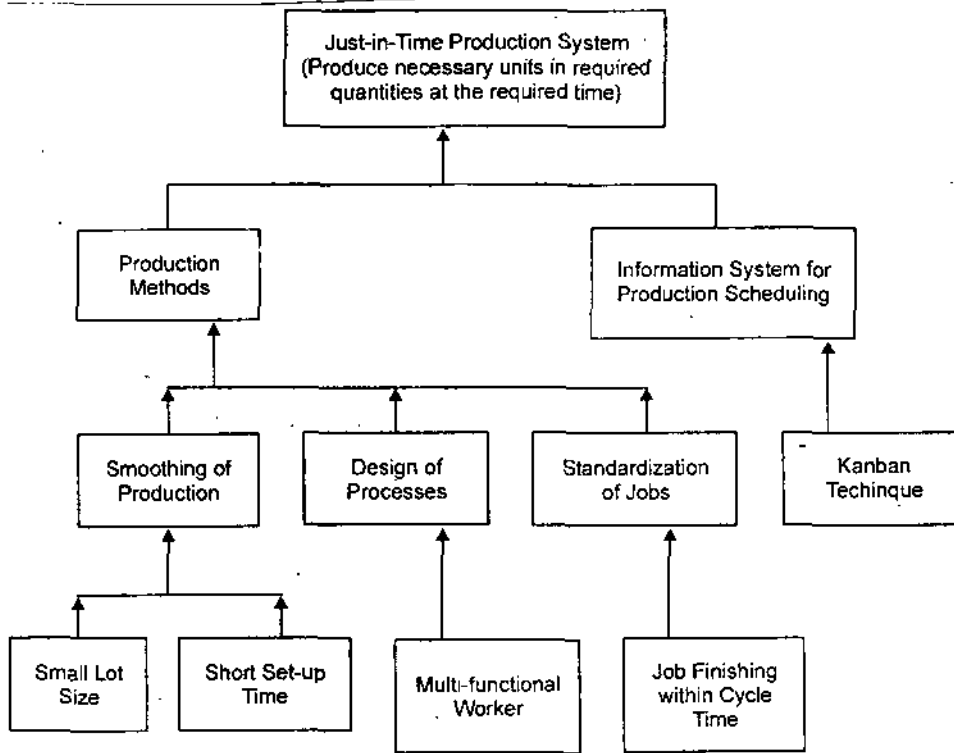 Just-in-Time Production System
(Produce necessary units in required
quantities at the required time)
Production
Methods
Information System for
Production Scheduling
Smoothing of
Production
Design of
Processes
Standardization
of Jobs
Kanban
Techinque
Small Lot
Size
Short Set-up
Time
Multi-functional
Worker
Job Finishing
within Cycle
Time